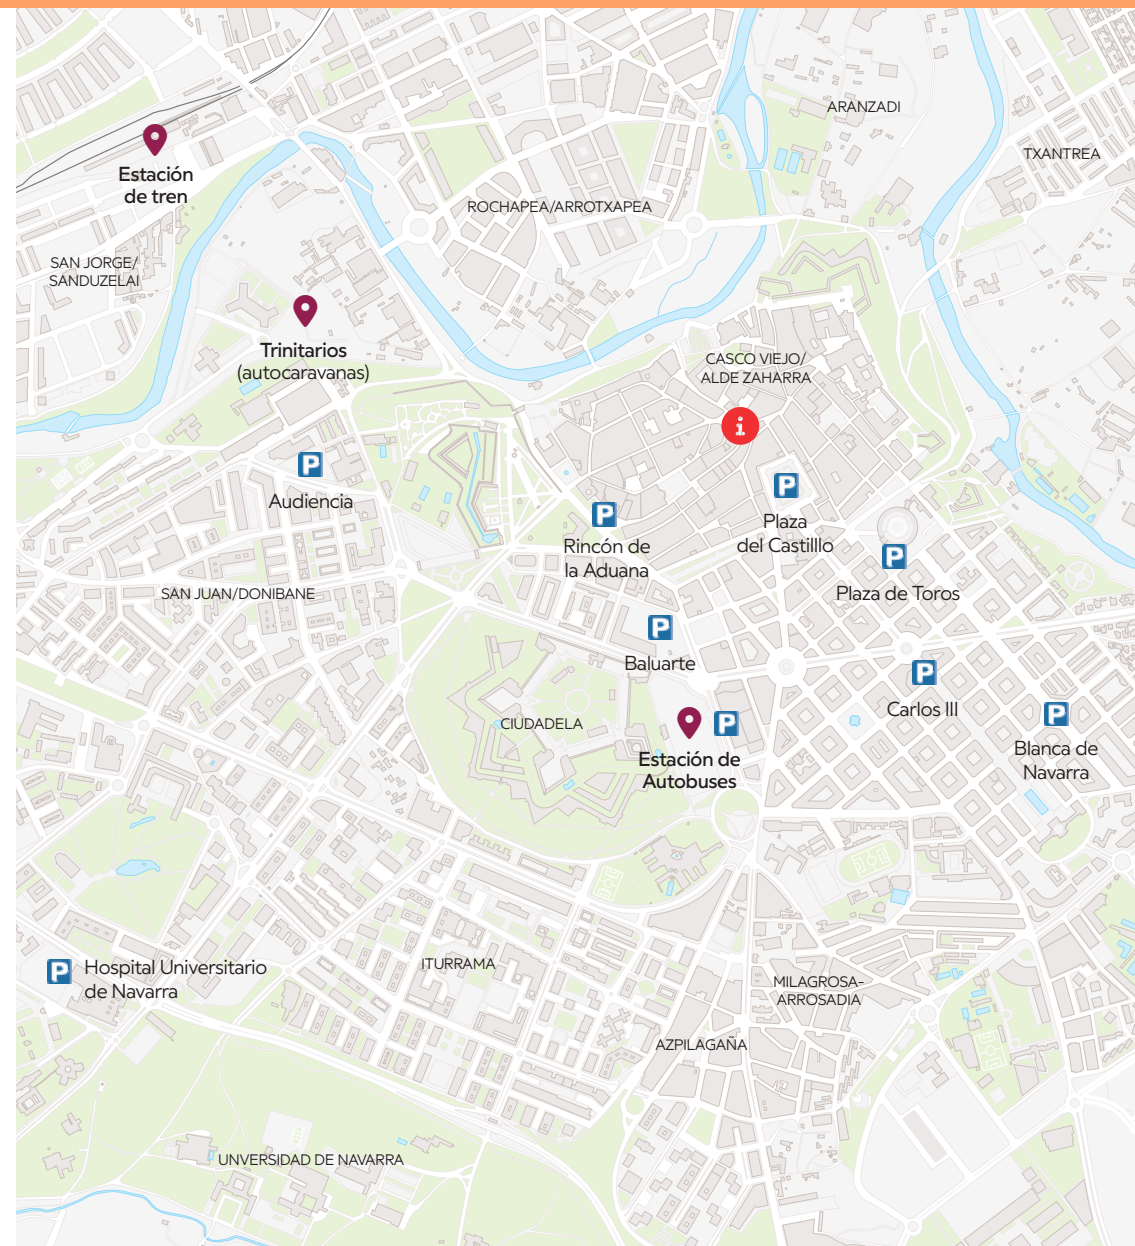 ARANZADI
TXANTREA
Estación
de tren
ROCHAPEA/ARROTXAPEA
SAN JORGE/
SANDUZELAI
Trinitarios
(autocaravanas)
CASCO VIEJO/
ALDE ZAHARRA
i
P
Audiencia
P
Plaza
del Castilllo
P
Rincón de
la Aduana
P
Plaza de Toros
SAN JUAN/DONIBANE
P
Baluarte
P
Carlos III
CIUDADELA
P
Estación de
Autobuses
P
Blanca de
Navarra
P
Hospital Universitario
de Navarra
ITURRAMA
MILAGROSA-
ARROSADIA
AZPILAGAÑA
UNVERSIDAD DE NAVARRA